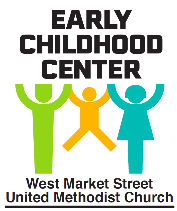 EARLY
CHILDHOOD
CENTER
West Market Street
United Methodist Church